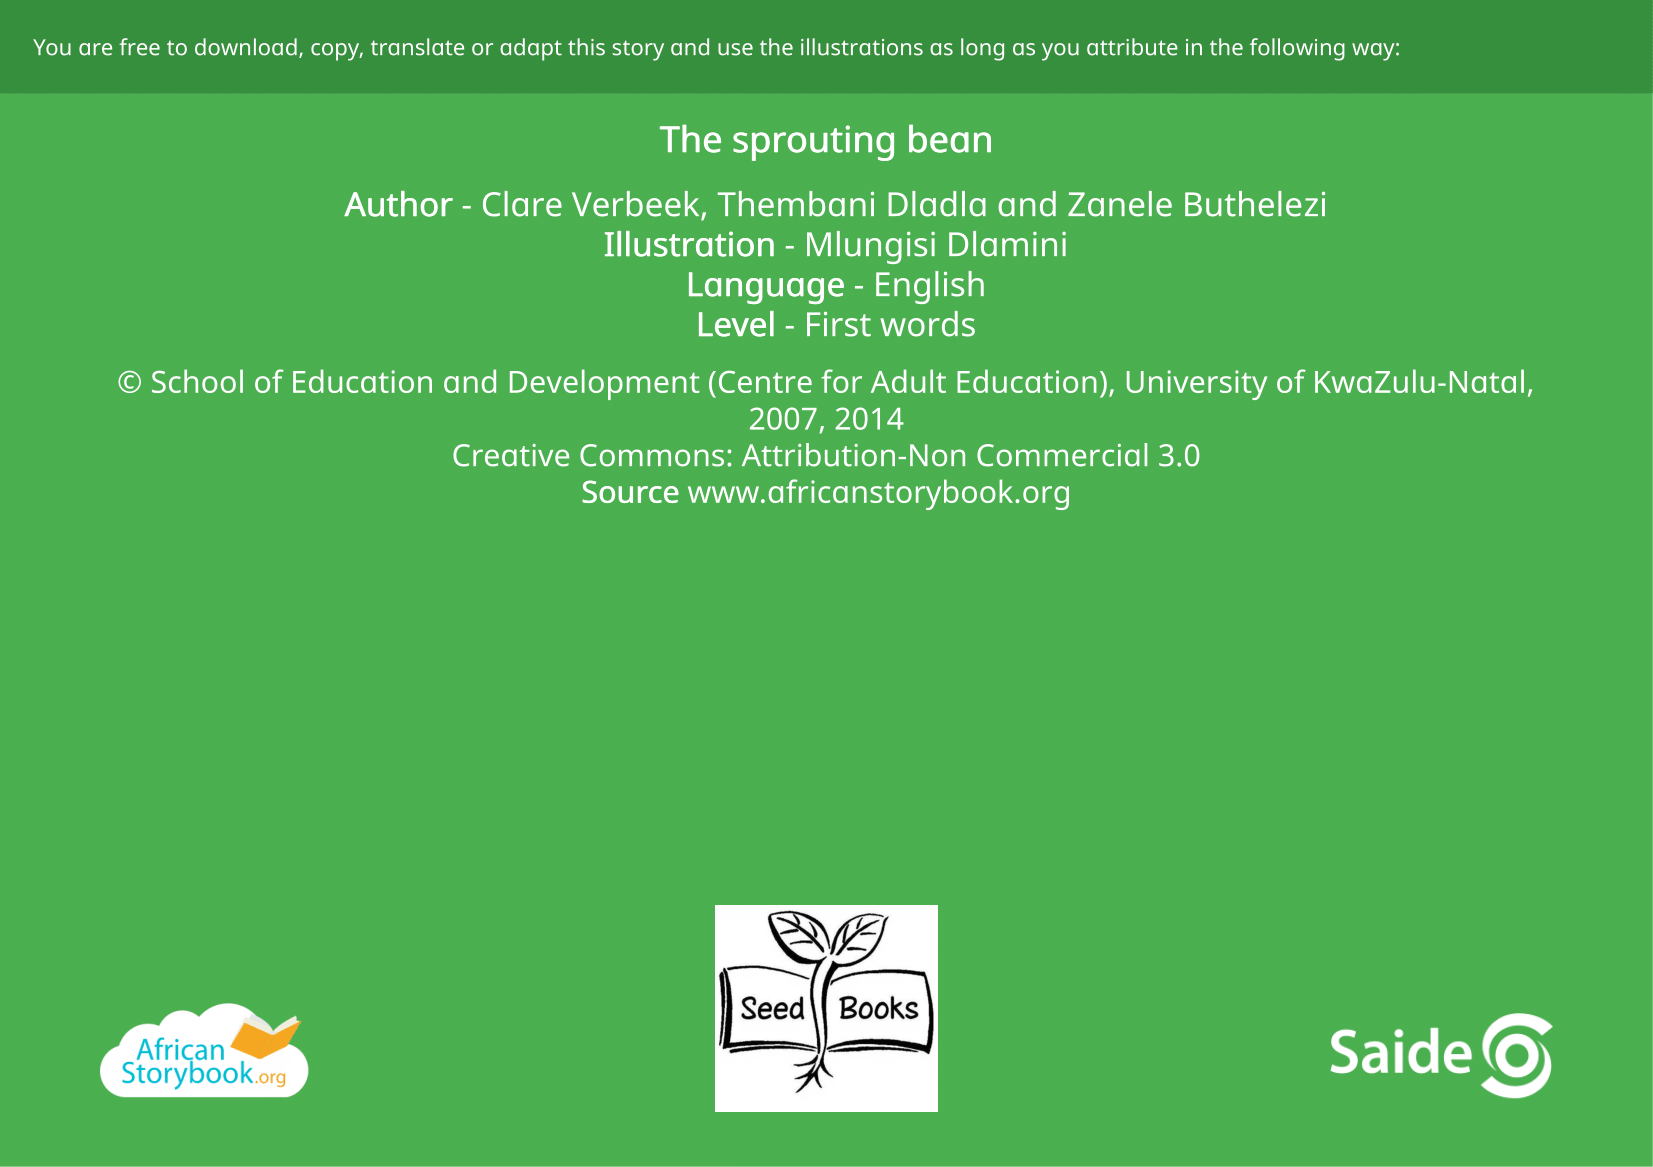 You are free to download, copy, translate or adapt this story and use the illustrations as long as you attribute in the following way:
The sprouting bean
Author - Clare Verbeek, Thembani Dladla and Zanele Buthelezi
Illustration - Mlungisi Dlamini
Language - English
Level - First words
© School of Education and Development (Centre for Adult Education), University of KwaZulu-Natal,
2007, 2014
Creative Commons: Attribution-Non Commercial 3.0
Source www.africanstorybook.org
African
Storybook.org
Seed Books
Saide